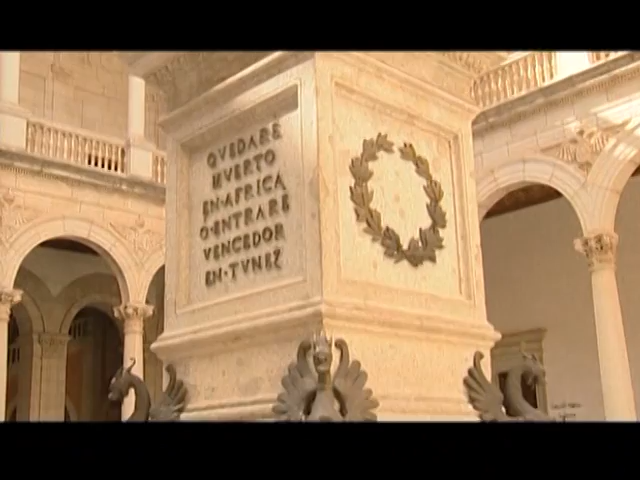 QVEDARE
MVERTO
EN·AFRICA
O·ENTRARE
VENCEDOR
EN·TVNEZ